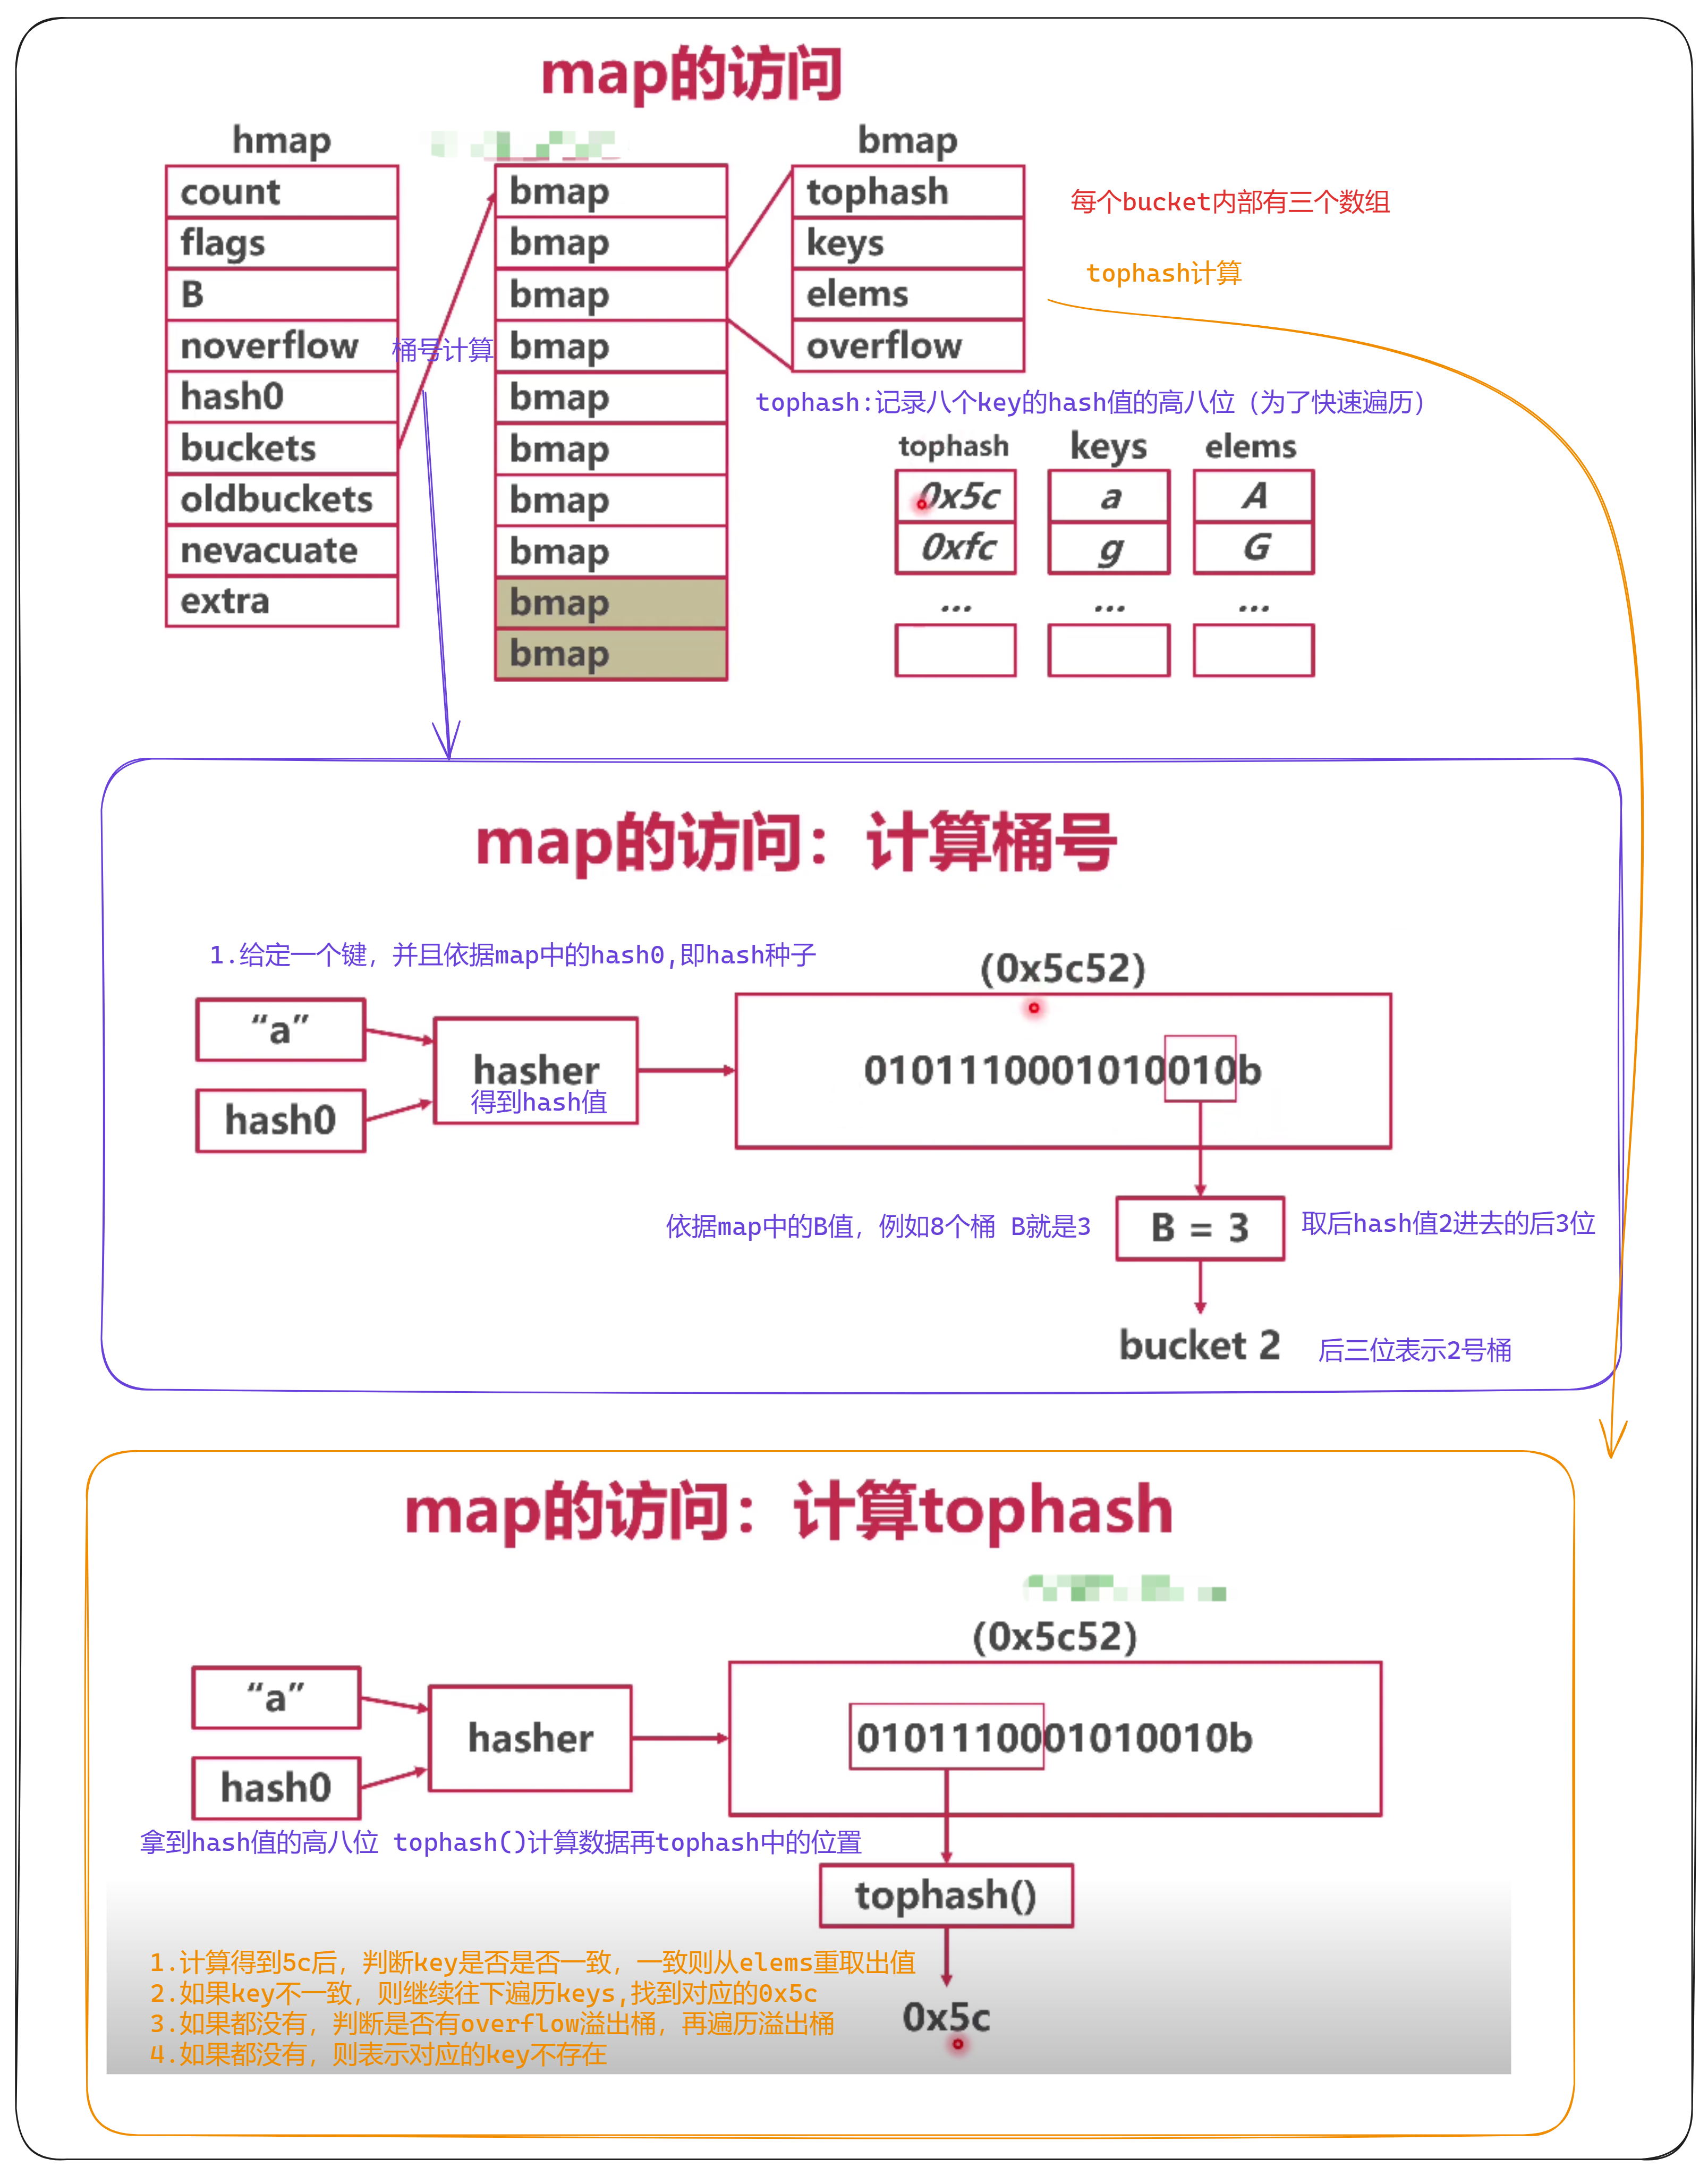 map的访问
hmap
count
flags
B
noverflow
hash0
buckets
oldbuckets
nevacuate
extra
桶号计算
bmap
bmap
bmap
bmap
bmap
bmap
bmap
bmap
bmap
bmap
bmap
tophash
keys
elems
overflow
每个bucket内部有三个数组
tophash计算
tophash:记录八个key的hash值的高八位（为了快速遍历）
tophash keys elems
0x5c a A
0xfc g G
... ... ...
map的访问：计算桶号
1.给定一个键，并且依据map中的hash0,即hash种子
“a”
hash0
hasher
得到hash值
(0x5c52)
0101110001010010b
依据map中的B值，例如8个桶 B就是3
B = 3
取后hash值2进去的后3位
bucket 2
后三位表示2号桶
map的访问：计算tophash
(0x5c52)
“a”
hash0
hasher
0101110001010010b
拿到hash值的高八位 tophash()计算数据再tophash中的位置
tophash()
0x5c
1.计算得到5c后，判断key是否是否一致，一致则从elems重取出值
2.如果key不一致，则继续往下遍历keys,找到对应的0x5c
3.如果都没有，判断是否有overflow溢出桶，再遍历溢出桶
4.如果都没有，则表示对应的key不存在